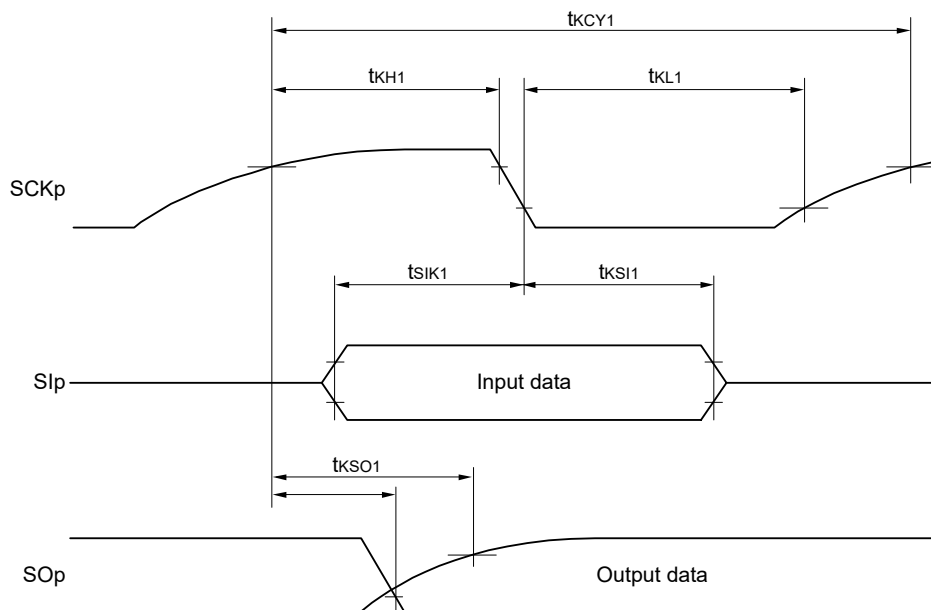 tKCY1
tKH1
tKL1
SCKp
tSIK1
tKSI1
SIp
Input data
tKSO1
SOp
Output data